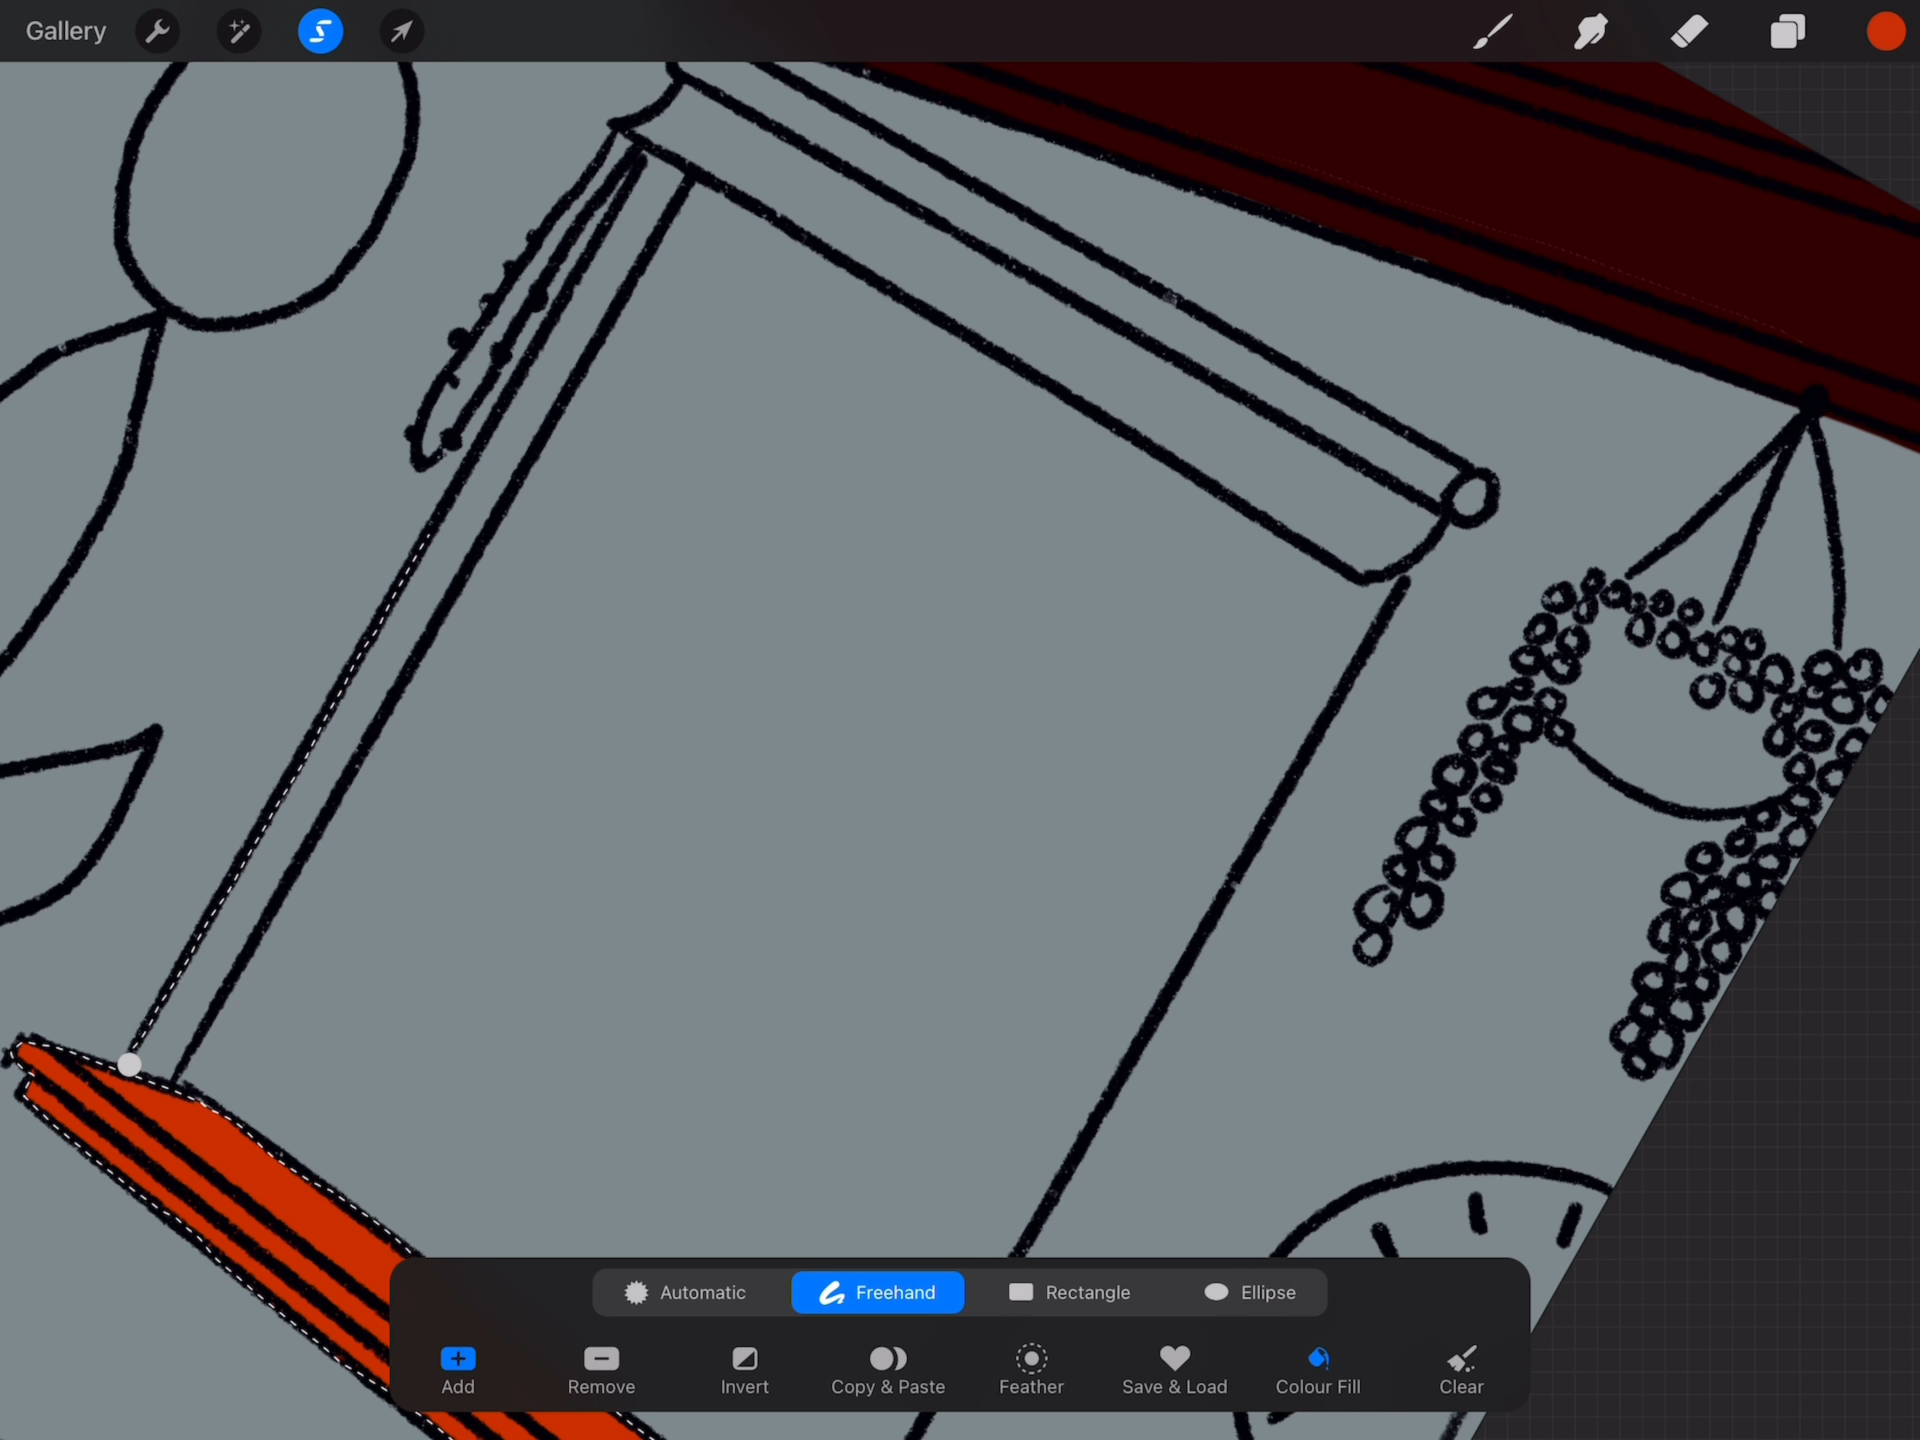 Gallery
Automatic Freehand Rectangle Ellipse
Add Remove Invert Copy & Paste Feather Save & Load Colour Fill Clear